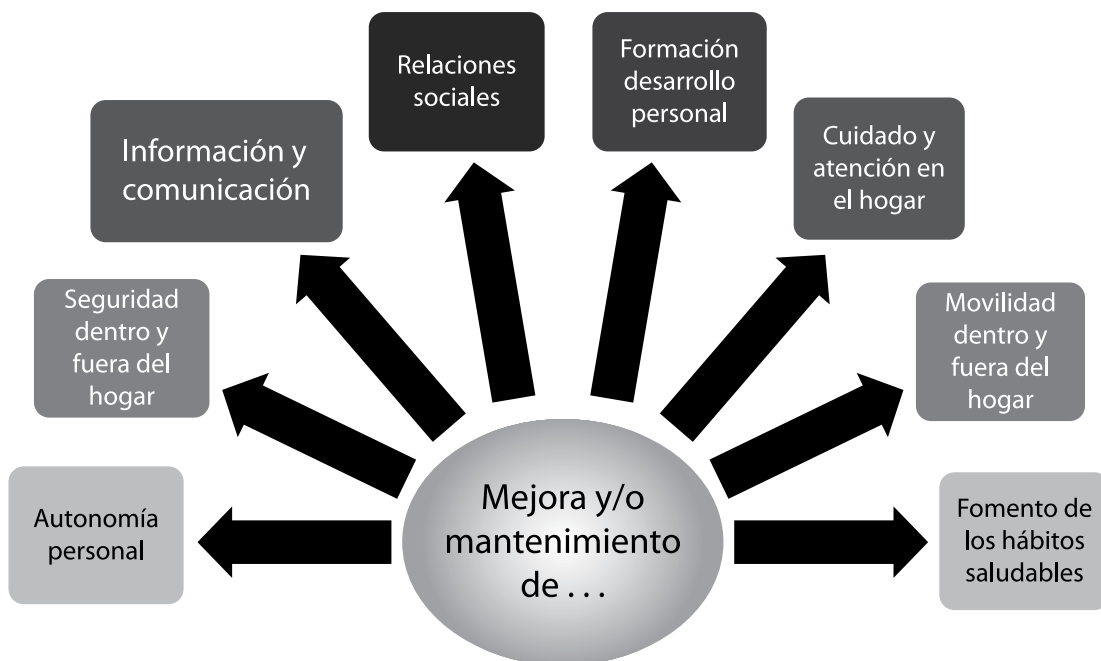 Relaciones
sociales
Formación
desarrollo
personal
Información y
comunicación
Cuidado y
atención en
el hogar
Seguridad
dentro y
fuera del
hogar
Movilidad
dentro y
fuera del
hogar
Autonomía
personal
Mejora y/o
mantenimiento
de . . .
Fomento de
los hábitos
saludables